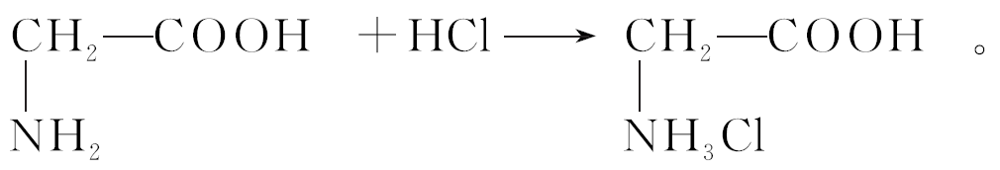 CH₂—COOH +HCl⟶CH₂—COOH 。
NH₂ NH₃Cl